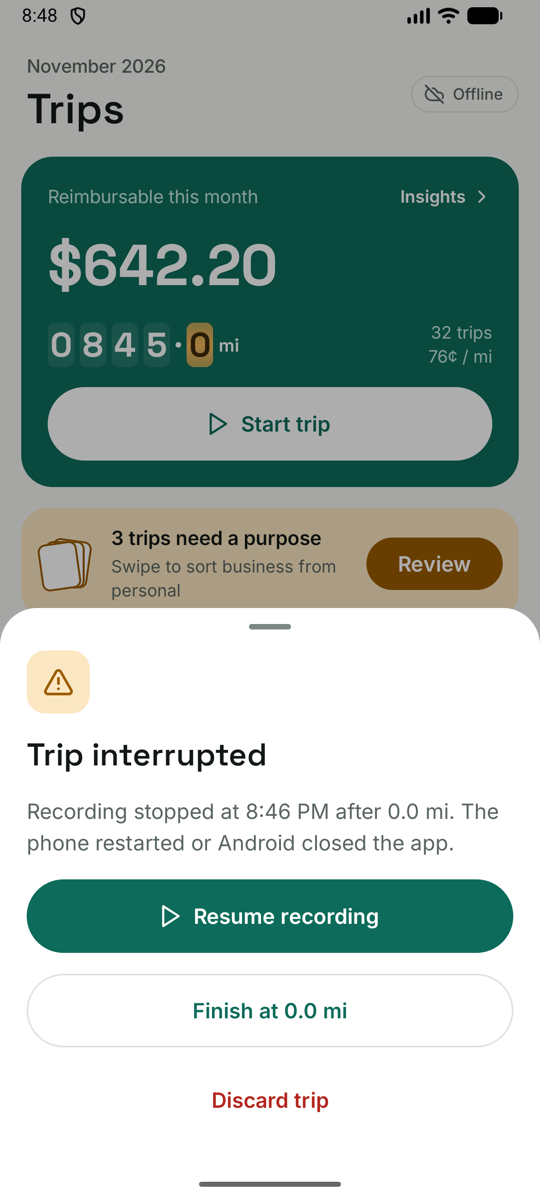 8:48
November 2026
Trips
Offline
Reimbursable this month
Insights
$642.20
0845.0 mi
32 trips
76¢ / mi
Start trip
3 trips need a purpose
Swipe to sort business from
personal
Review
Trip interrupted
Recording stopped at 8:46 PM after 0.0 mi. The
phone restarted or Android closed the app.
Resume recording
Finish at 0.0 mi
Discard trip